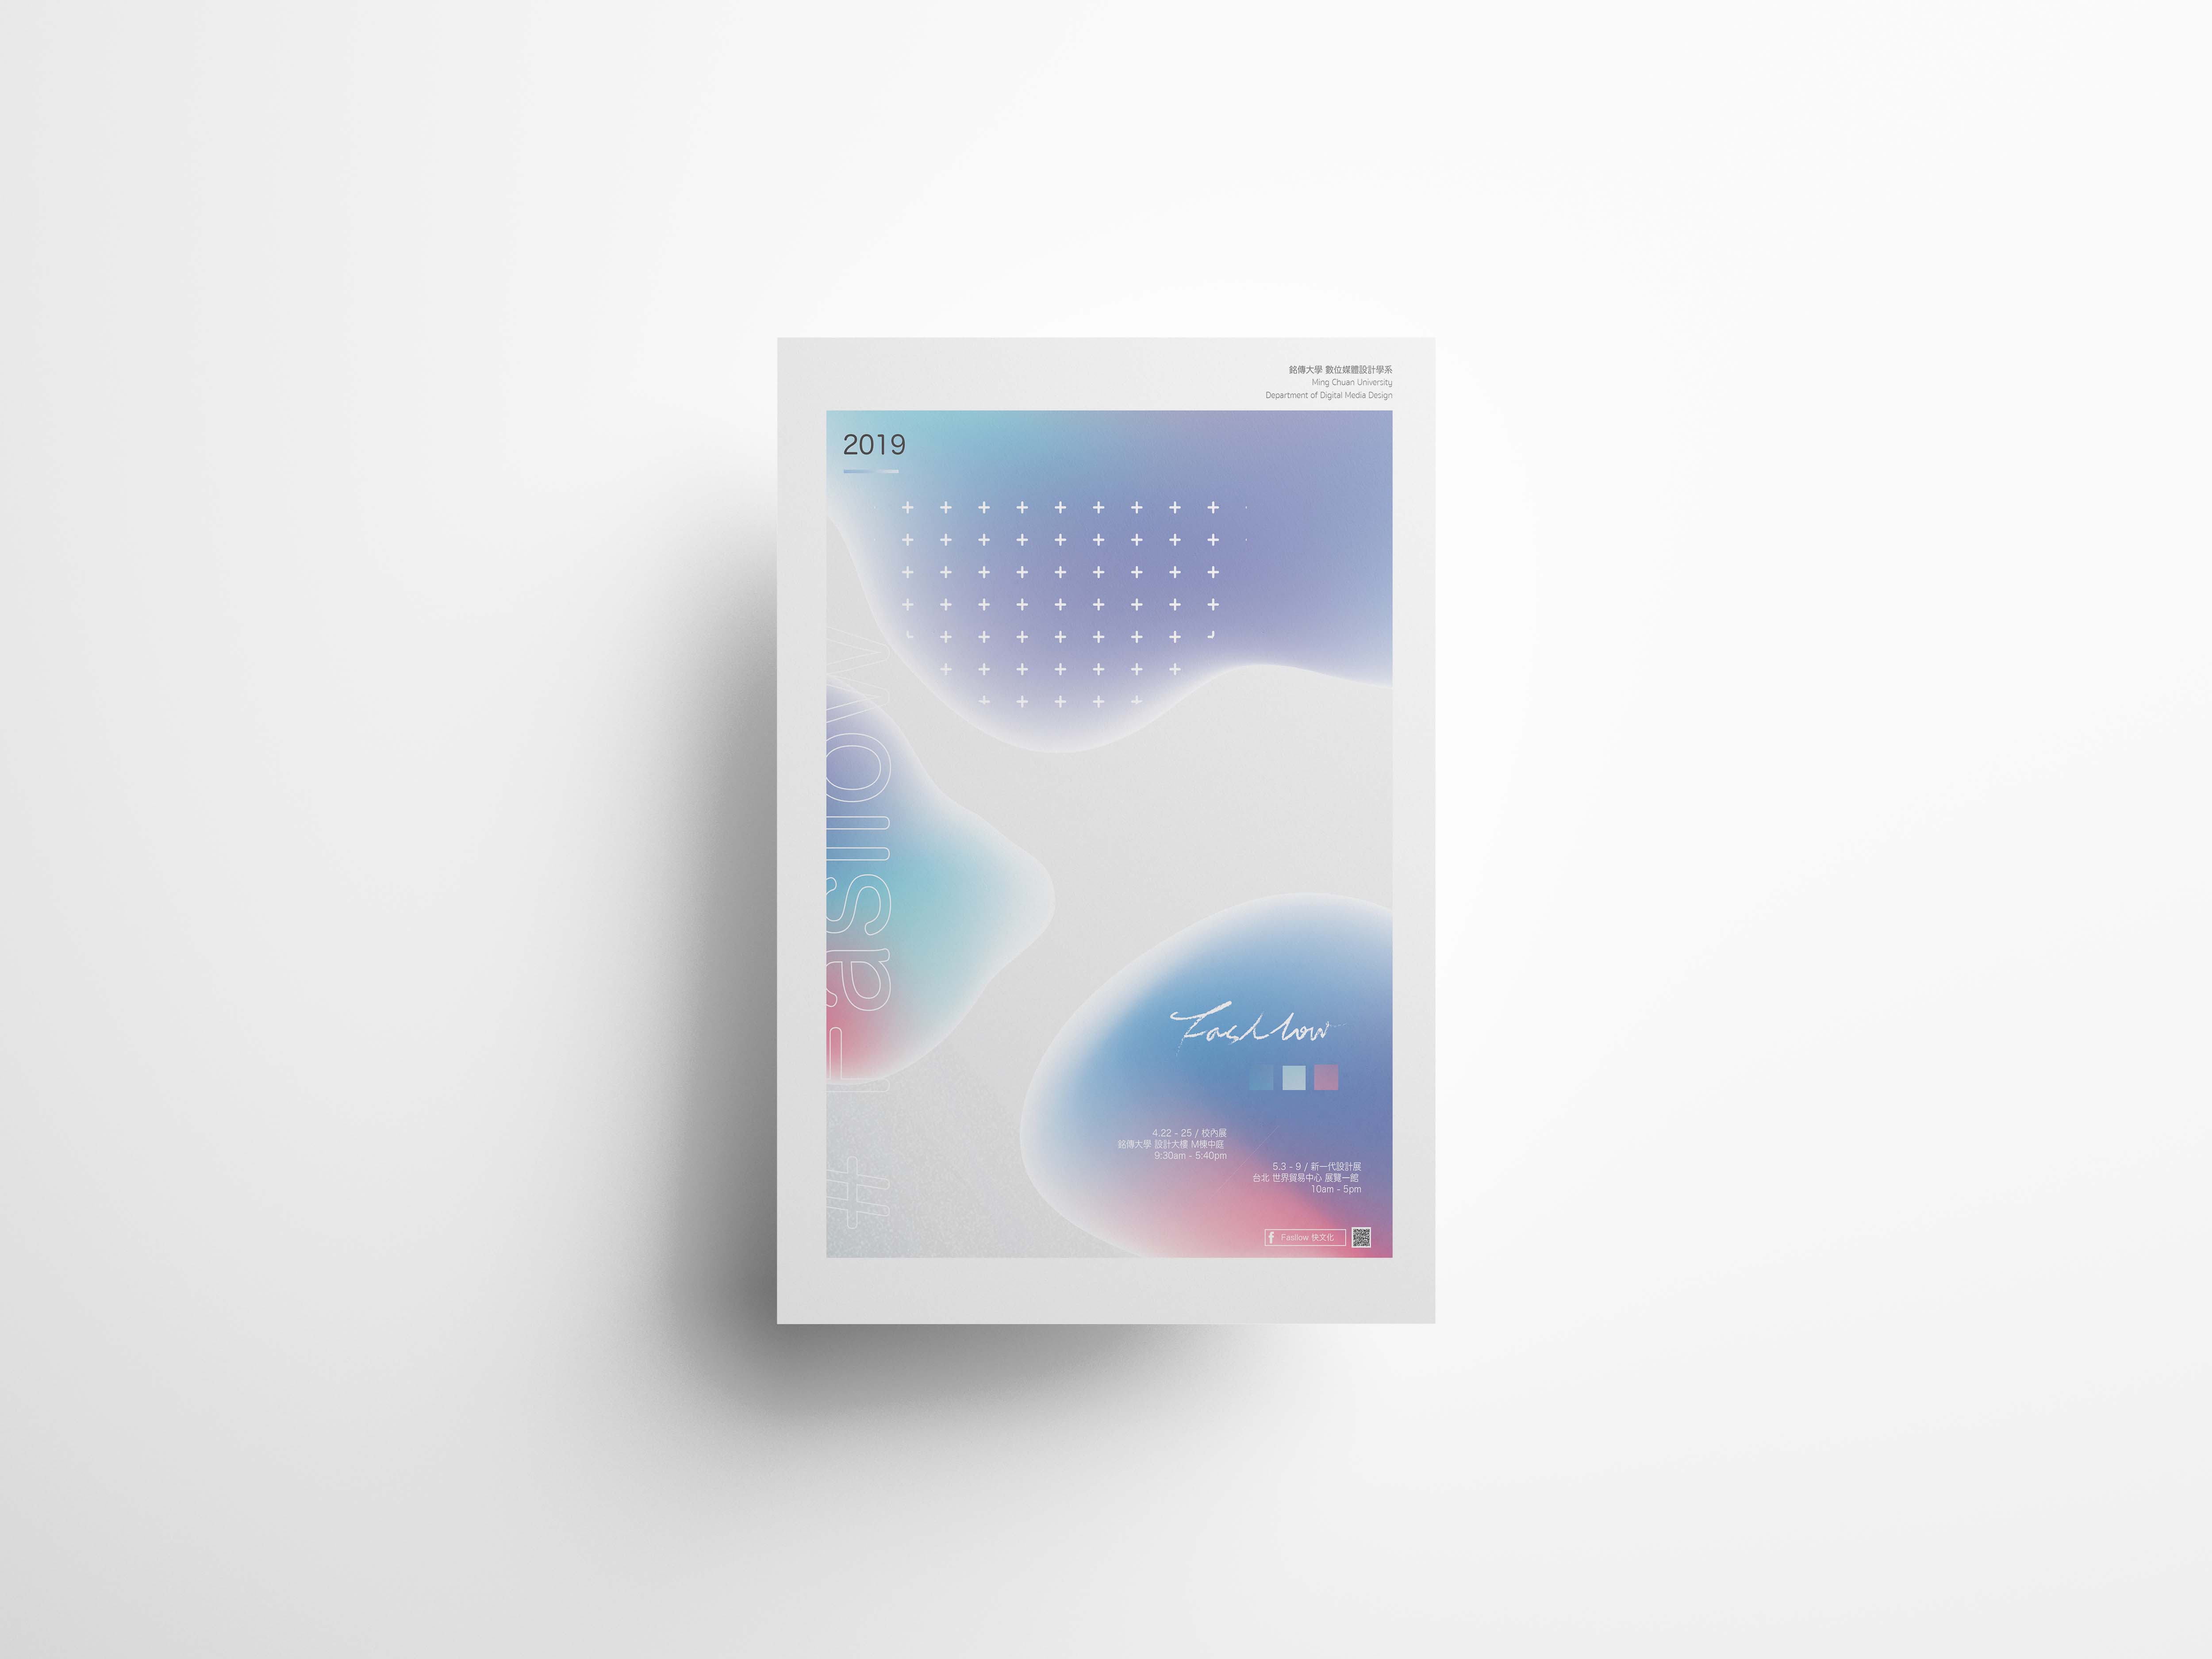 銘傳大學 數位媒體設計學系
Ming Chuan University
Department of Digital Media Design
2019
# Fasllow
Fasllow
4.22 - 25 / 校內展
銘傳大學 設計大樓 M棟中庭
9:30am - 5:40pm
5.3 - 9 / 新一代設計展
台北 世界貿易中心 展覽一館
10am - 5pm
f Fasllow 快文化